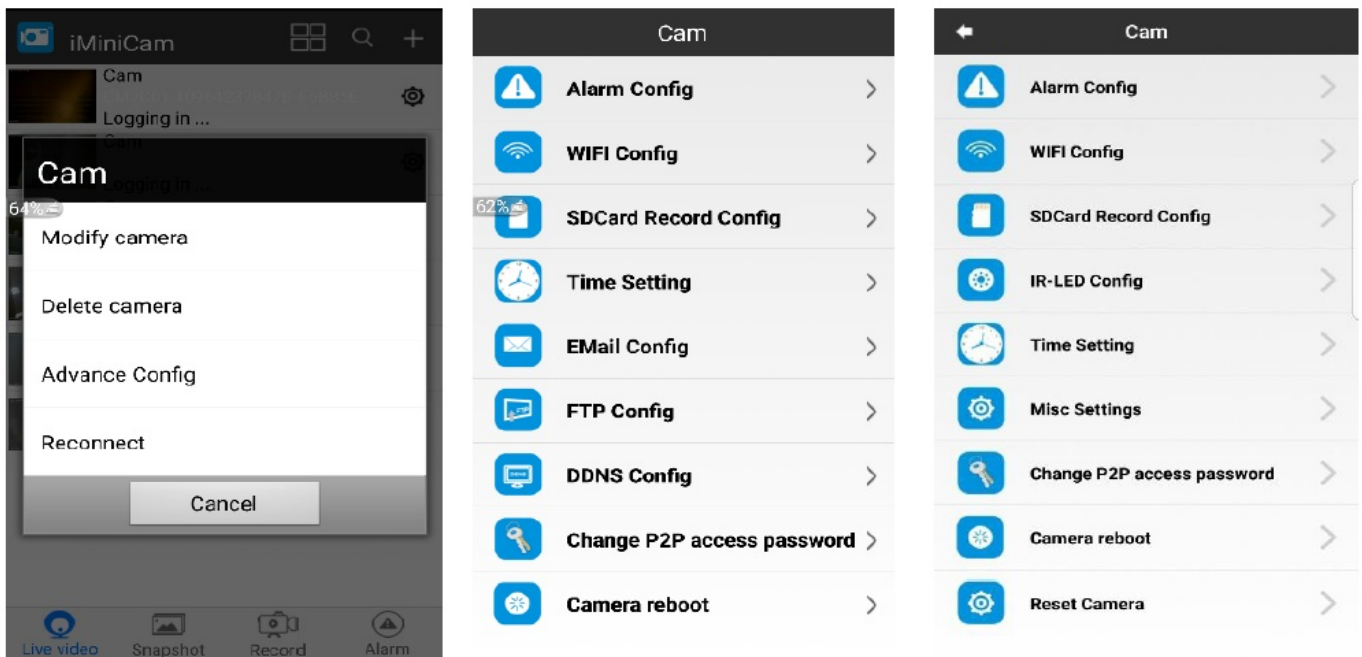 iMiniCam
Cam
Logging in ...
Cam
Logging in ...
Cam
64%
Modify camera
Delete camera
Advance Config
Reconnect
Cancel
Live video
Snapshot
Record
Alarm
Cam
Alarm Config
WIFI Config
62%
SDCard Record Config
Time Setting
EMail Config
FTP Config
DDNS Config
Change P2P access password
Camera reboot
Cam
Alarm Config
WIFI Config
SDCard Record Config
IR-LED Config
Time Setting
Misc Settings
Change P2P access password
Camera reboot
Reset Camera